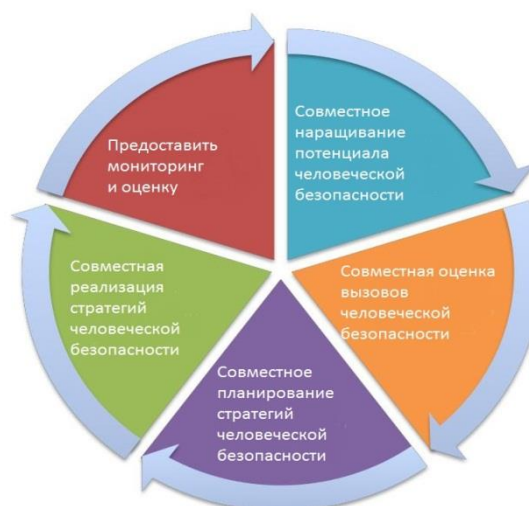 Совместное
наращивание
потенциала
человеческой
безопасности
Совместная оценка
вызовов
человеческой
безопасности
Совместное
планирование
стратегий
человеческой
безопасности
Совместная
реализация
стратегий
человеческой
безопасности
Предоставить
мониторинг
и оценку